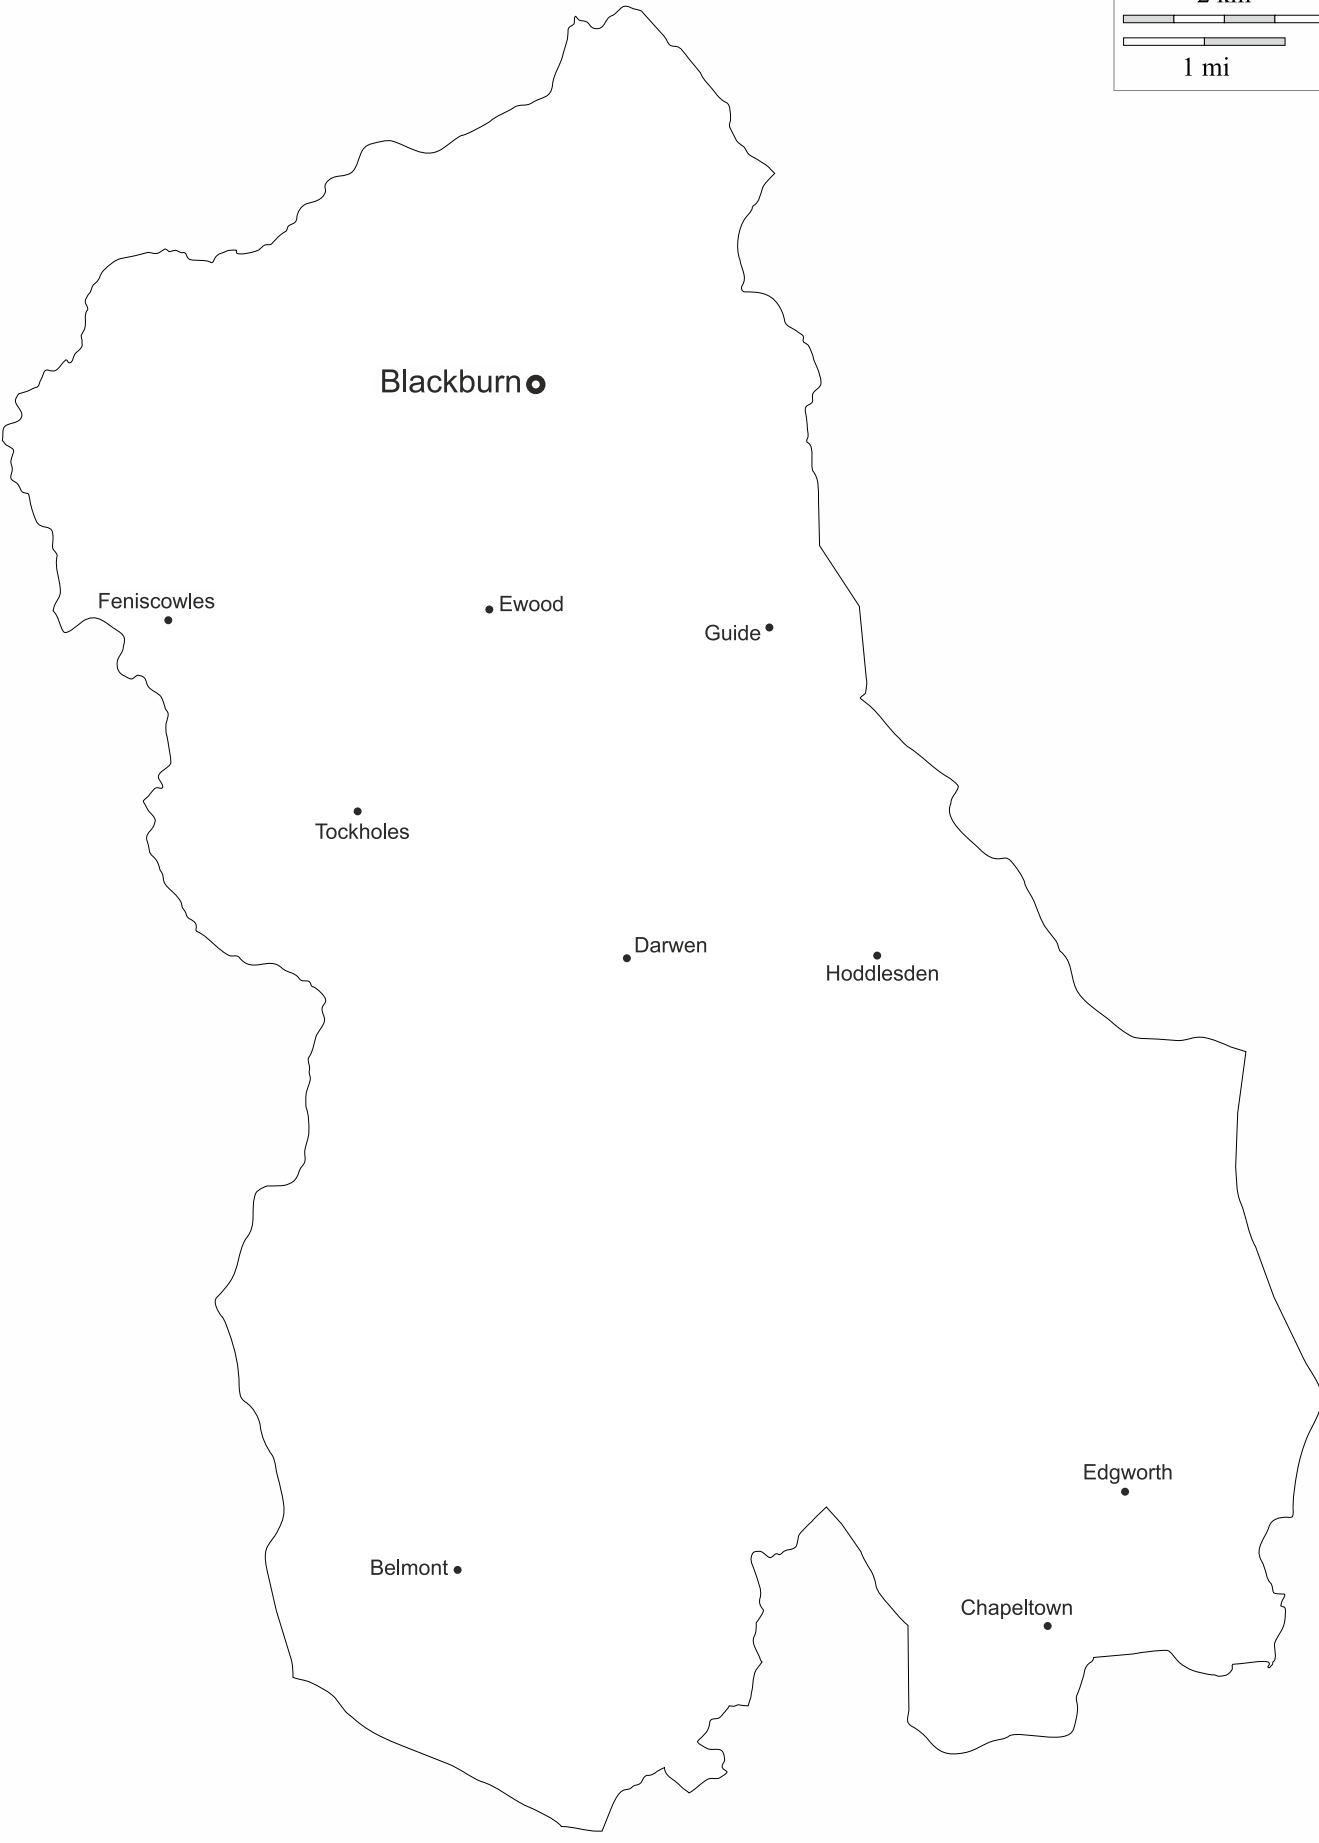 1 mi
Blackburn
Feniscowles
Ewood
Guide
Tockholes
Darwen
Hoddlesden
Edgworth
Belmont
Chapeltown